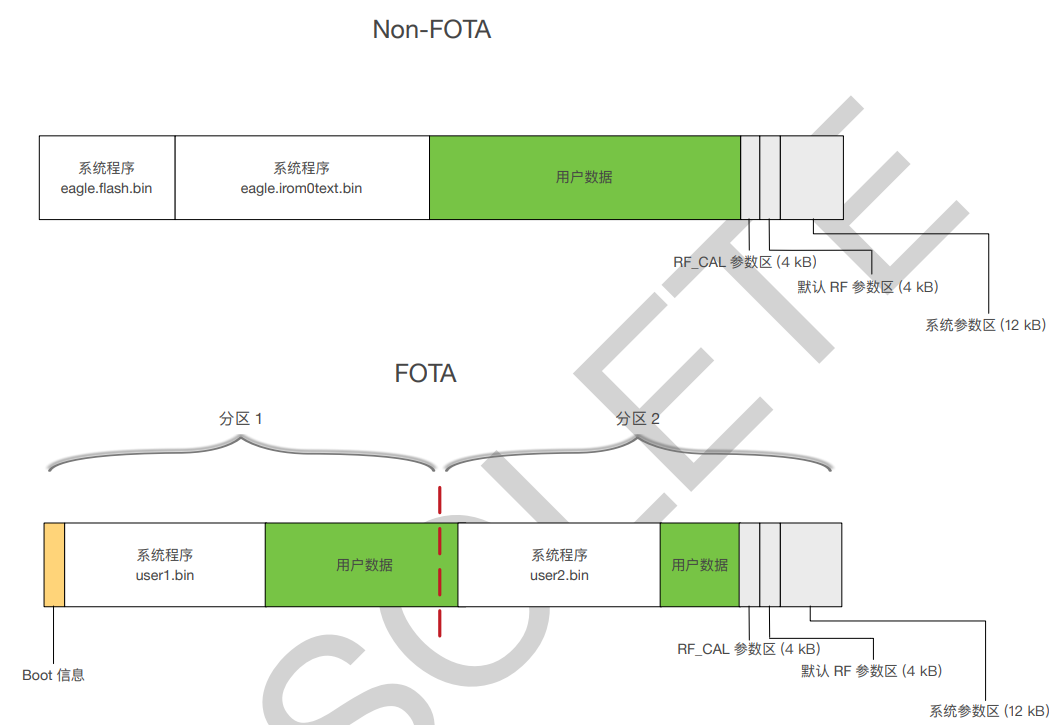 Non-FOTA
系统程序
eagle.flash.bin
系统程序
eagle.irom0text.bin
用户数据
RF_CAL 参数区 (4 kB)
默认 RF 参数区 (4 kB)
系统参数区 (12 kB)
FOTA
分区 1
分区 2
系统程序
user1.bin
用户数据
系统程序
user2.bin
用户数据
Boot 信息
RF_CAL 参数区 (4 kB)
默认 RF 参数区 (4 kB)
系统参数区 (12 kB)
SOLETE